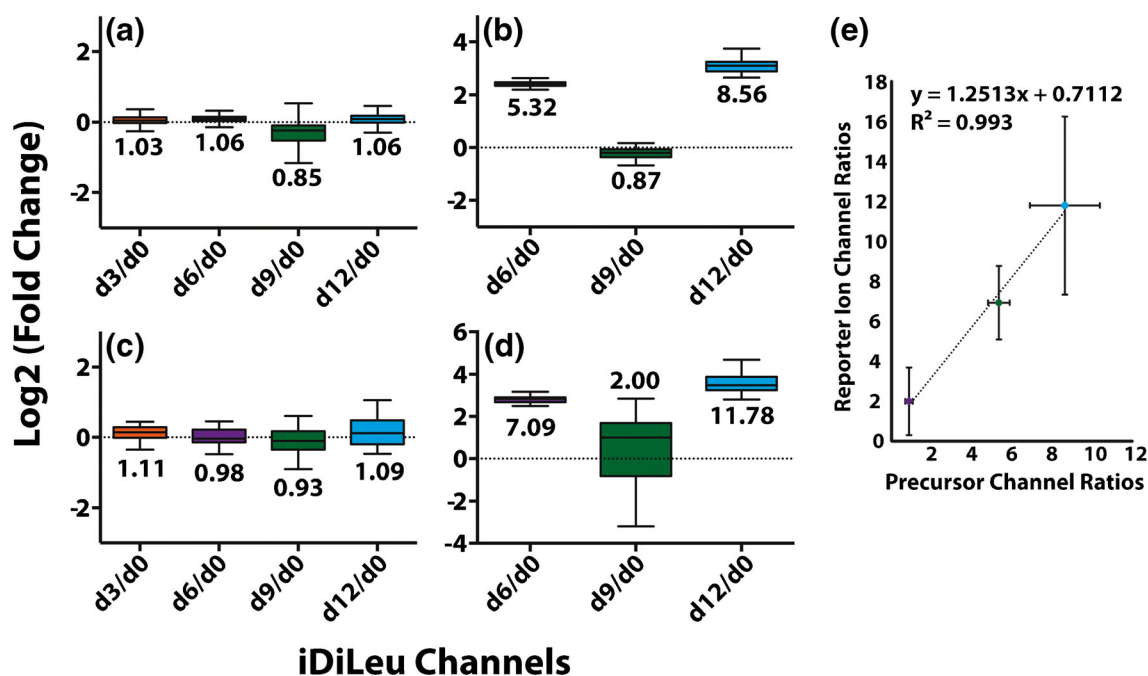 (a)
2
0
-2
1.03
1.06
0.85
1.06
d3/d0
d6/d0
d9/d0
d12/d0
(b)
4
2
0
-2
5.32
0.87
8.56
d6/d0
d9/d0
d12/d0
(c)
2
0
-2
1.11
0.98
0.93
1.09
d3/d0
d6/d0
d9/d0
d12/d0
(d)
6
4
2
0
-2
-4
7.09
2.00
11.78
d6/d0
d9/d0
d12/d0
Log2 (Fold Change)
iDiLeu Channels
(e)
y = 1.2513x + 0.7112
R² = 0.993
18
16
14
12
10
8
6
4
2
0
2
4
6
8
10
12
Reporter Ion Channel Ratios
Precursor Channel Ratios